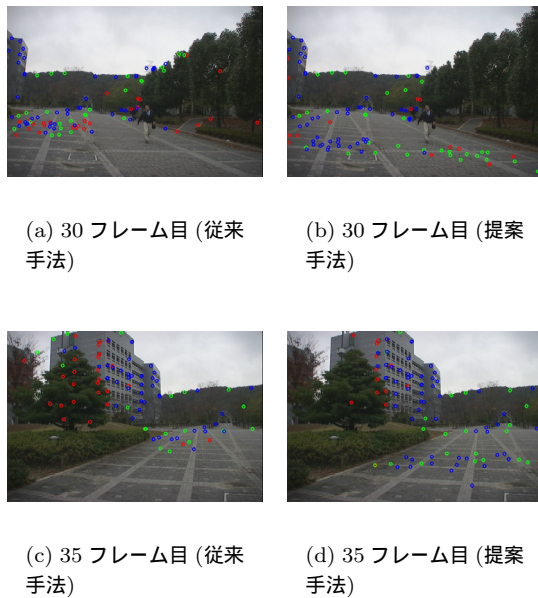 (a) 30 フレーム目 (従来
手法)
(b) 30 フレーム目 (提案
手法)
(c) 35 フレーム目 (従来
手法)
(d) 35 フレーム目 (提案
手法)